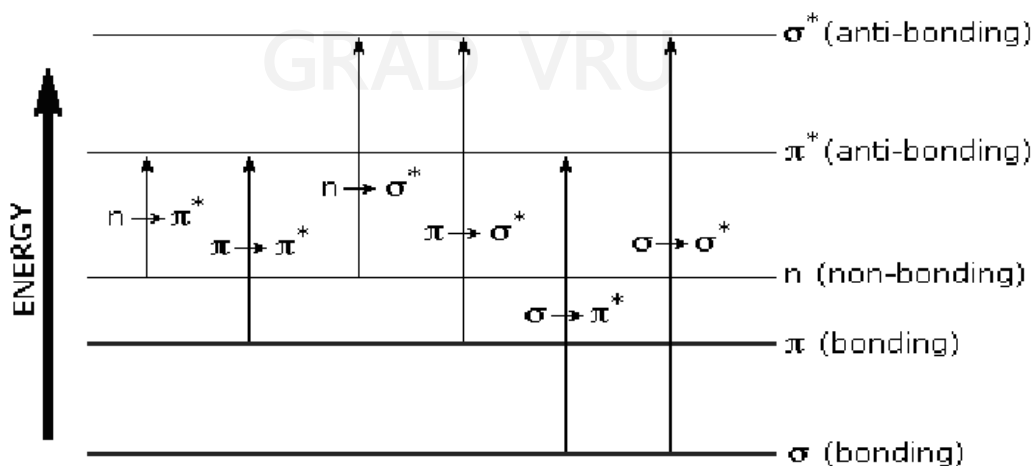 GRAD VRU
σ* (anti-bonding)
π* (anti-bonding)
n → σ*
n → π*
π → σ*
π → π*
σ → σ*
n (non-bonding)
σ → π*
π (bonding)
σ (bonding)
ENERGY